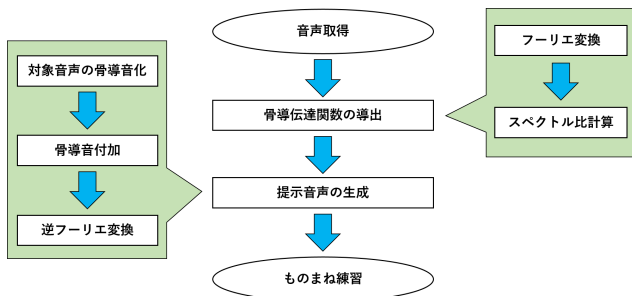 音声取得
骨導伝達関数の導出
提示音声の生成
ものまね練習
対象音声の骨導音化
骨導音付加
逆フーリエ変換
フーリエ変換
スペクトル比計算